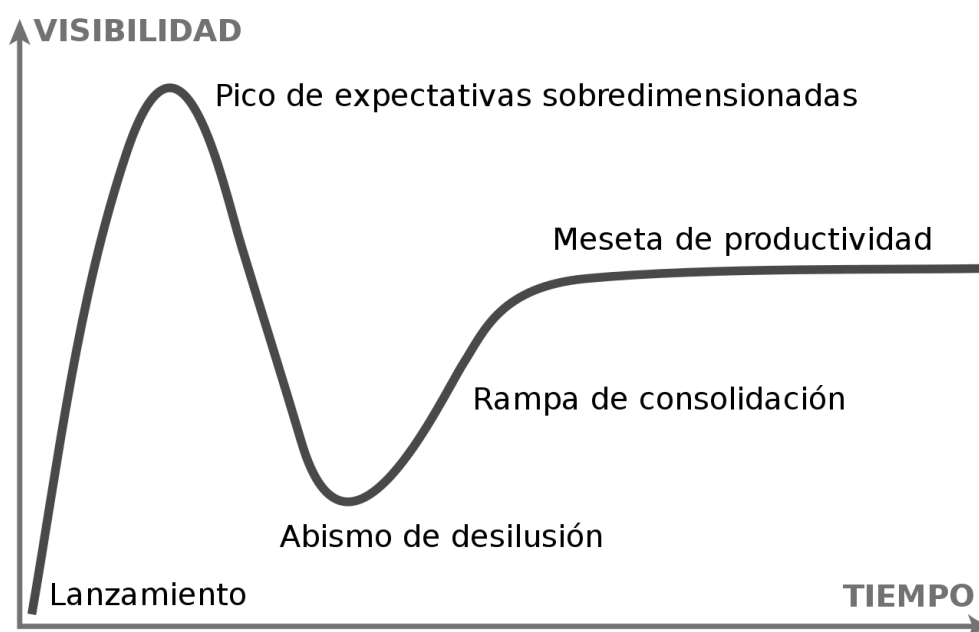 VISIBILIDAD
Pico de expectativas sobredimensionadas
Meseta de productividad
Rampa de consolidación
Abismo de desilusión
Lanzamiento
TIEMPO